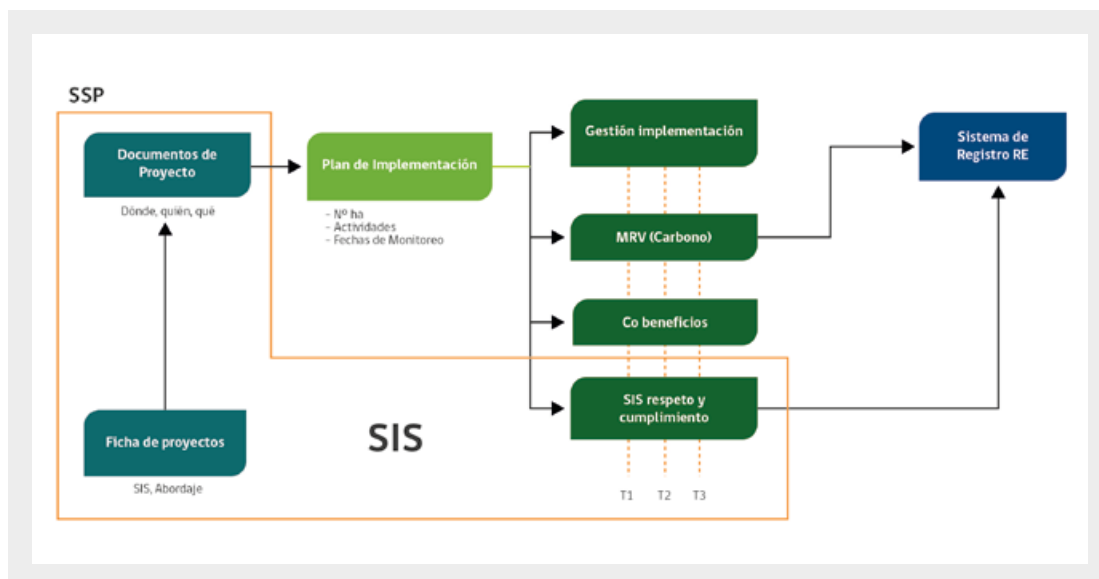 SSP
Documentos de
Proyecto
Dónde, quién, qué
Ficha de proyectos
SIS, Abordaje
Plan de Implementación
- Nº ha
- Actividades
- Fechas de Monitoreo
SIS
Gestión implementación
MRV (Carbono)
Co beneficios
SIS respeto y
cumplimiento
T1 T2 T3
Sistema de
Registro RE